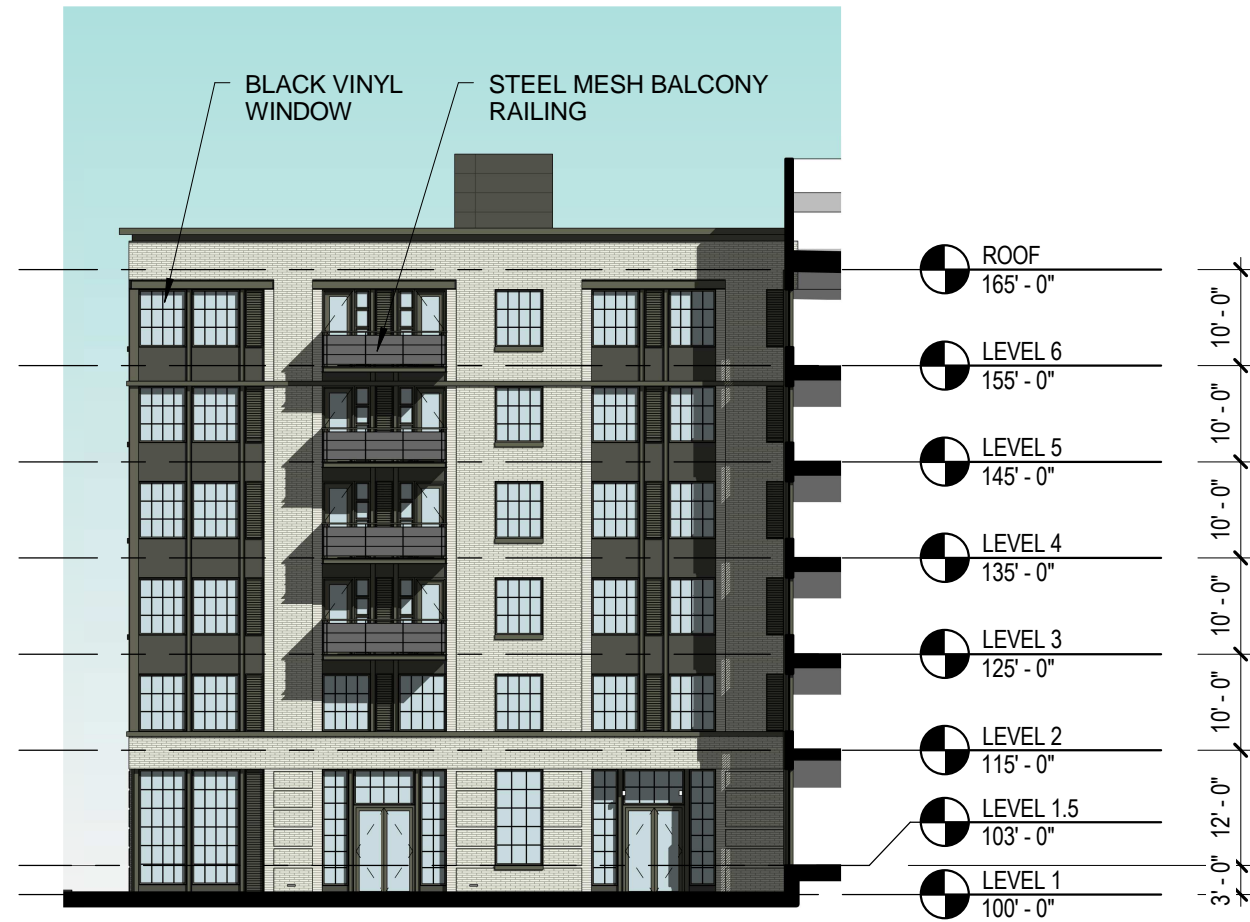 BLACK VINYL
WINDOW
STEEL MESH BALCONY
RAILING
ROOF
165' - 0"
10' - 0"
LEVEL 6
155' - 0"
10' - 0"
LEVEL 5
145' - 0"
10' - 0"
LEVEL 4
135' - 0"
10' - 0"
LEVEL 3
125' - 0"
10' - 0"
LEVEL 2
115' - 0"
12' - 0"
LEVEL 1.5
103' - 0"
3' - 0"
LEVEL 1
100' - 0"